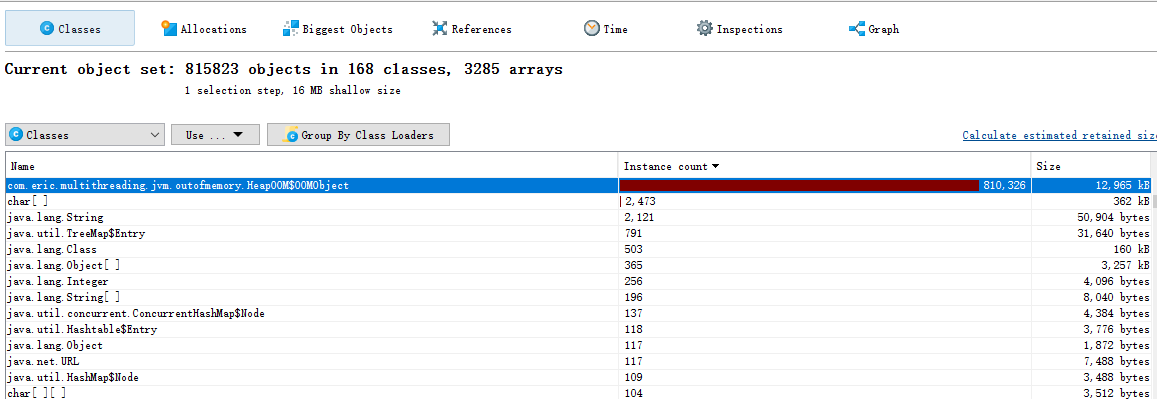 Classes Allocations Biggest Objects References Time Inspections Graph
Current object set: 815823 objects in 168 classes, 3285 arrays
1 selection step, 16 MB shallow size
Classes Use ... Group By Class Loaders Calculate estimated retained size
Name Instance count Size
com.eric.multithreading.jvm.outofmemory.HeapOOM$OOMObject 810,326 12,965 kB
char[] 2,473 362 kB
java.lang.String 2,121 50,904 bytes
java.util.TreeMap$Entry 791 31,640 bytes
java.lang.Class 503 160 kB
java.lang.Object[] 365 3,257 kB
java.lang.Integer 256 4,096 bytes
java.lang.String[] 196 8,040 bytes
java.util.concurrent.ConcurrentHashMap$Node 137 4,384 bytes
java.util.Hashtable$Entry 118 3,776 bytes
java.lang.Object 117 1,872 bytes
java.net.URL 117 7,488 bytes
java.util.HashMap$Node 109 3,488 bytes
char[][] 104 3,512 bytes